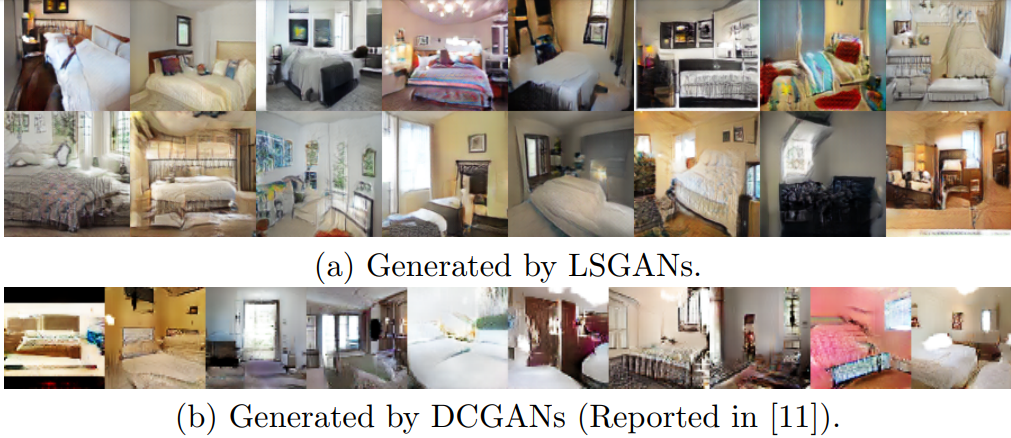 (a) Generated by LSGANs.
(b) Generated by DCGANs (Reported in [11]).